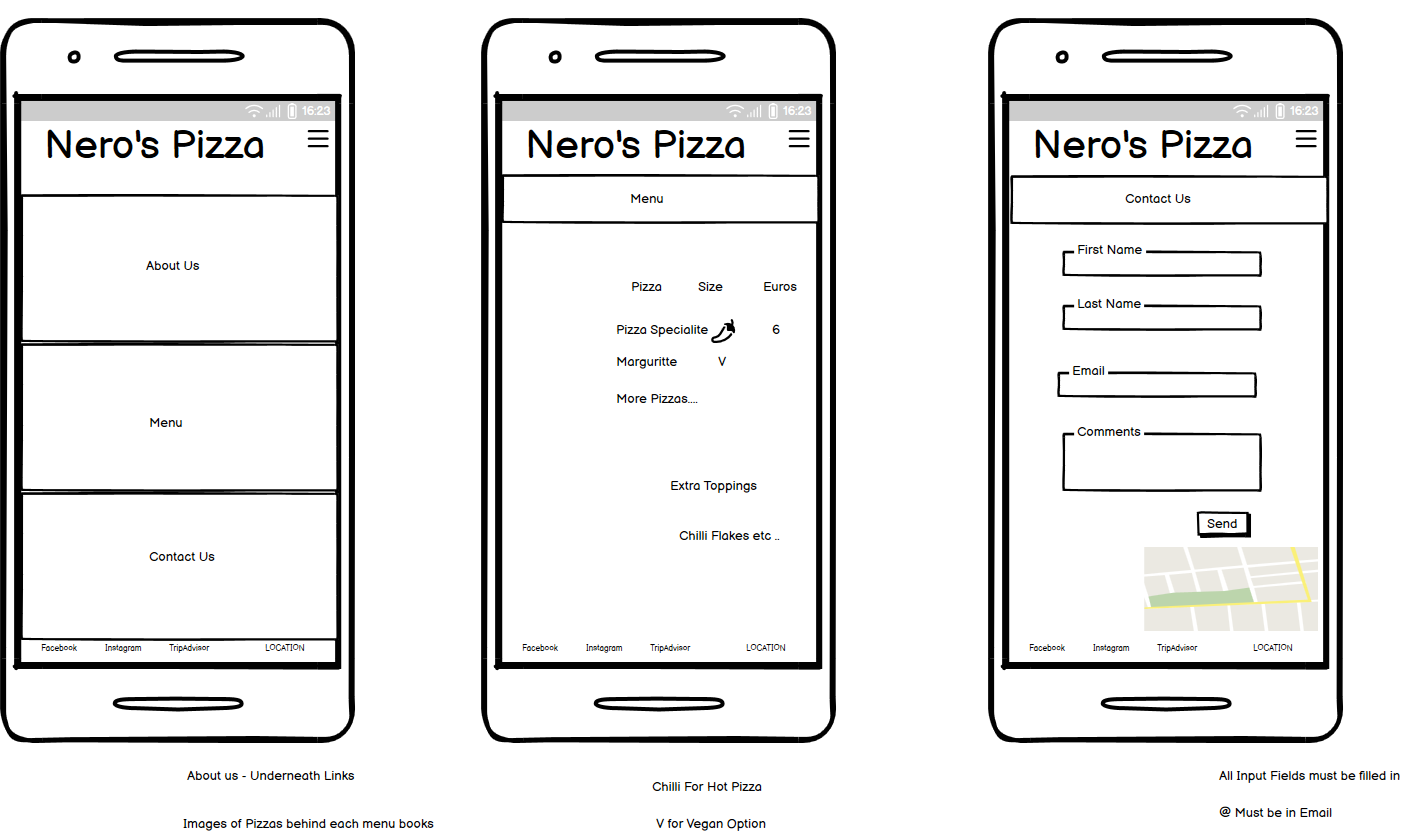 16:23
Nero's Pizza
About Us
Menu
Contact Us
Facebook Instagram TripAdvisor LOCATION
About us - Underneath Links
Images of Pizzas behind each menu books
16:23
Nero's Pizza
Menu
Pizza Size Euros
Pizza Specialite 6
Marguritte V
More Pizzas....
Extra Toppings
Chilli Flakes etc ..
Facebook Instagram TripAdvisor LOCATION
Chilli For Hot Pizza
V for Vegan Option
16:23
Nero's Pizza
Contact Us
First Name
Last Name
Email
Comments
Send
Facebook Instagram TripAdvisor LOCATION
All Input Fields must be filled in
@ Must be in Email